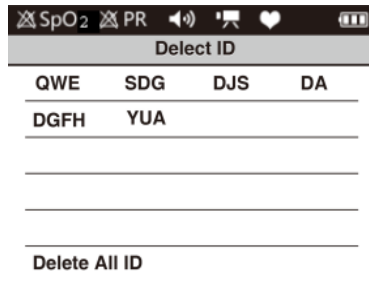 SpO2 PR
Delect ID
QWE SDG DJS DA
DGFH YUA
Delete All ID